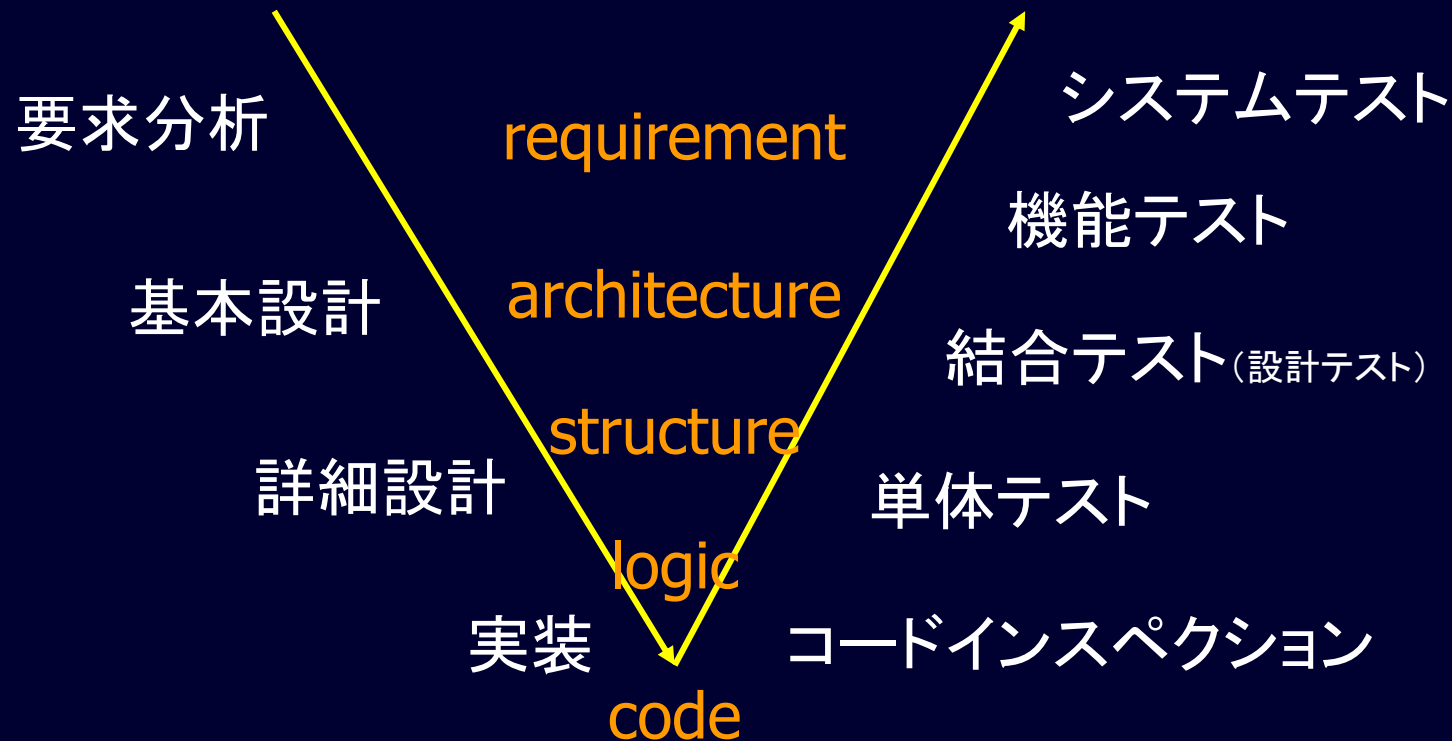 システムテスト
要求分析
requirement
機能テスト
基本設計
architecture
結合テスト(設計テスト)
structure
詳細設計
単体テスト
logic
実装
コードインスペクション
code